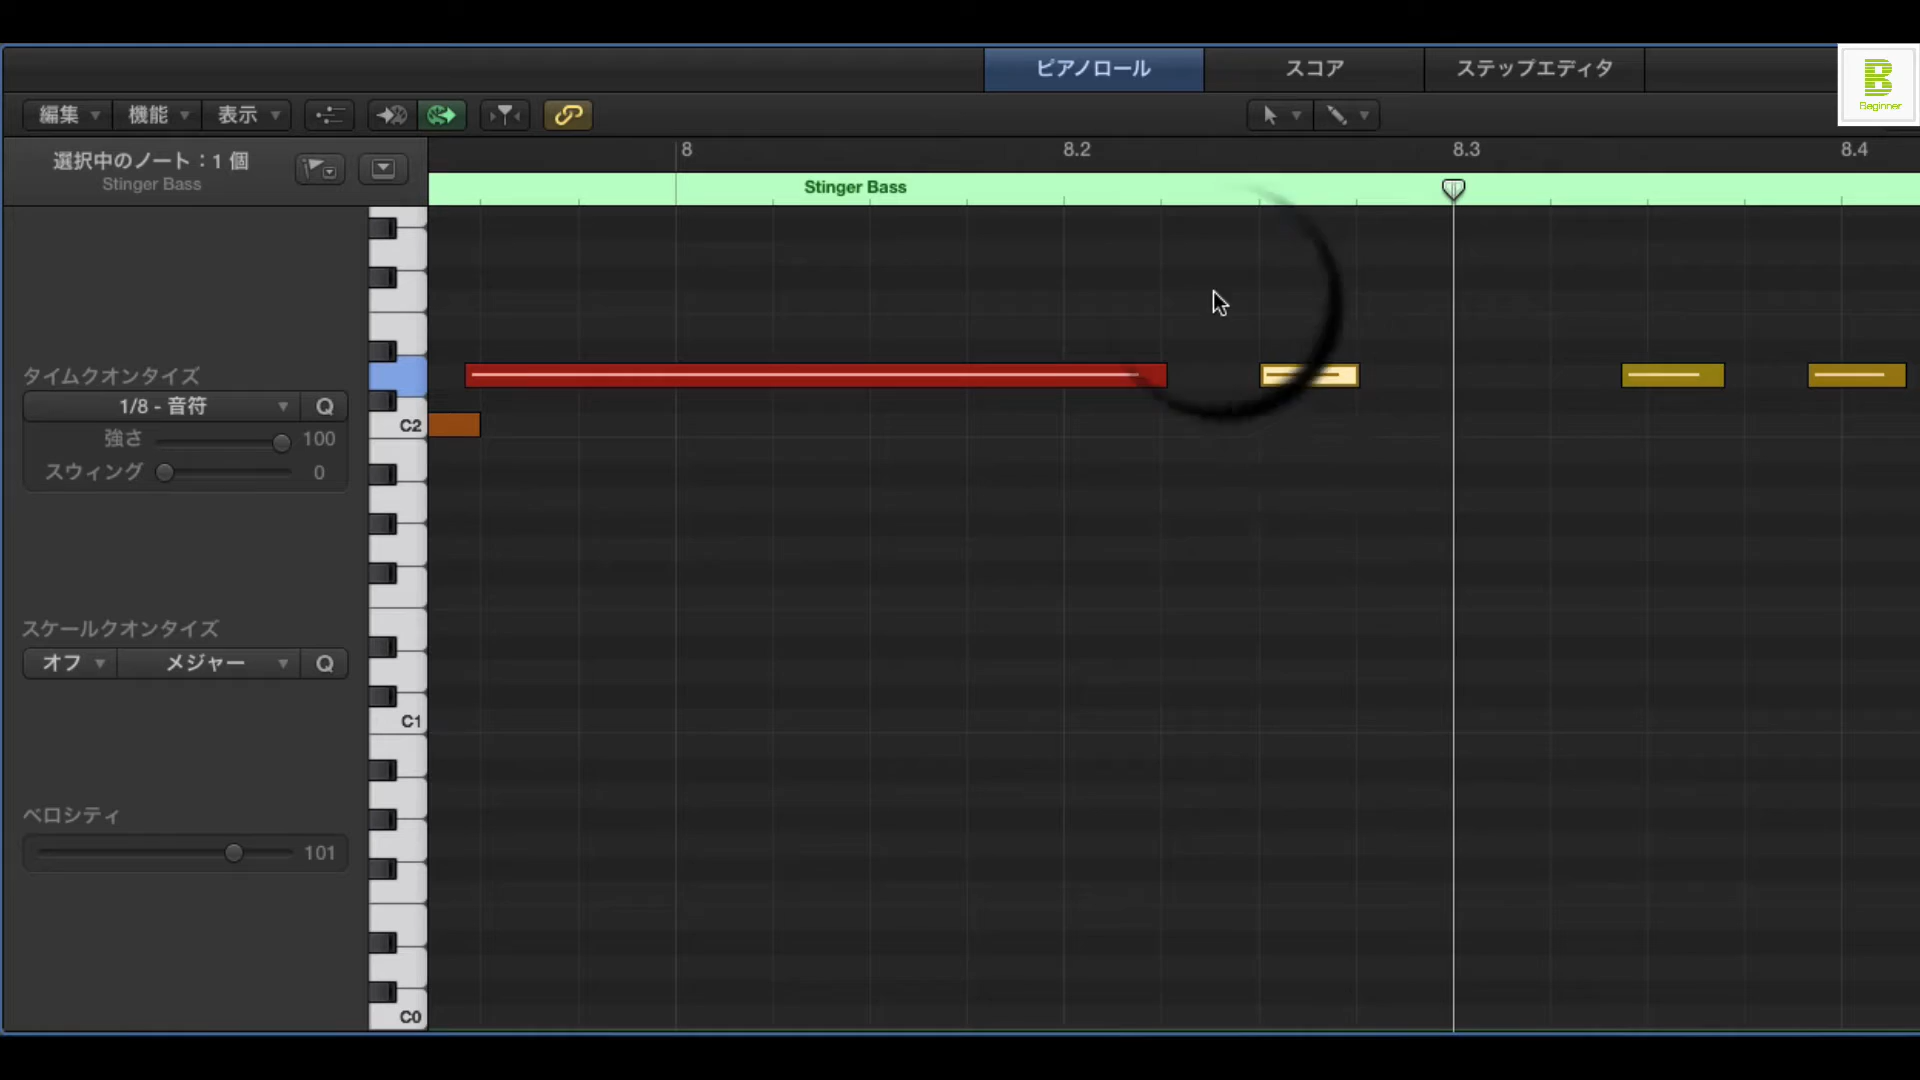 ピアノロール
スコア
ステップエディタ
B
Beginner
編集
機能
表示
選択中のノート：1 個
Stinger Bass
8
8.2
8.3
8.4
Stinger Bass
タイムクオンタイズ
1/8 - 音符
Q
強さ
100
スウィング
0
C2
スケールクオンタイズ
オフ
メジャー
Q
C1
ベロシティ
101
C0